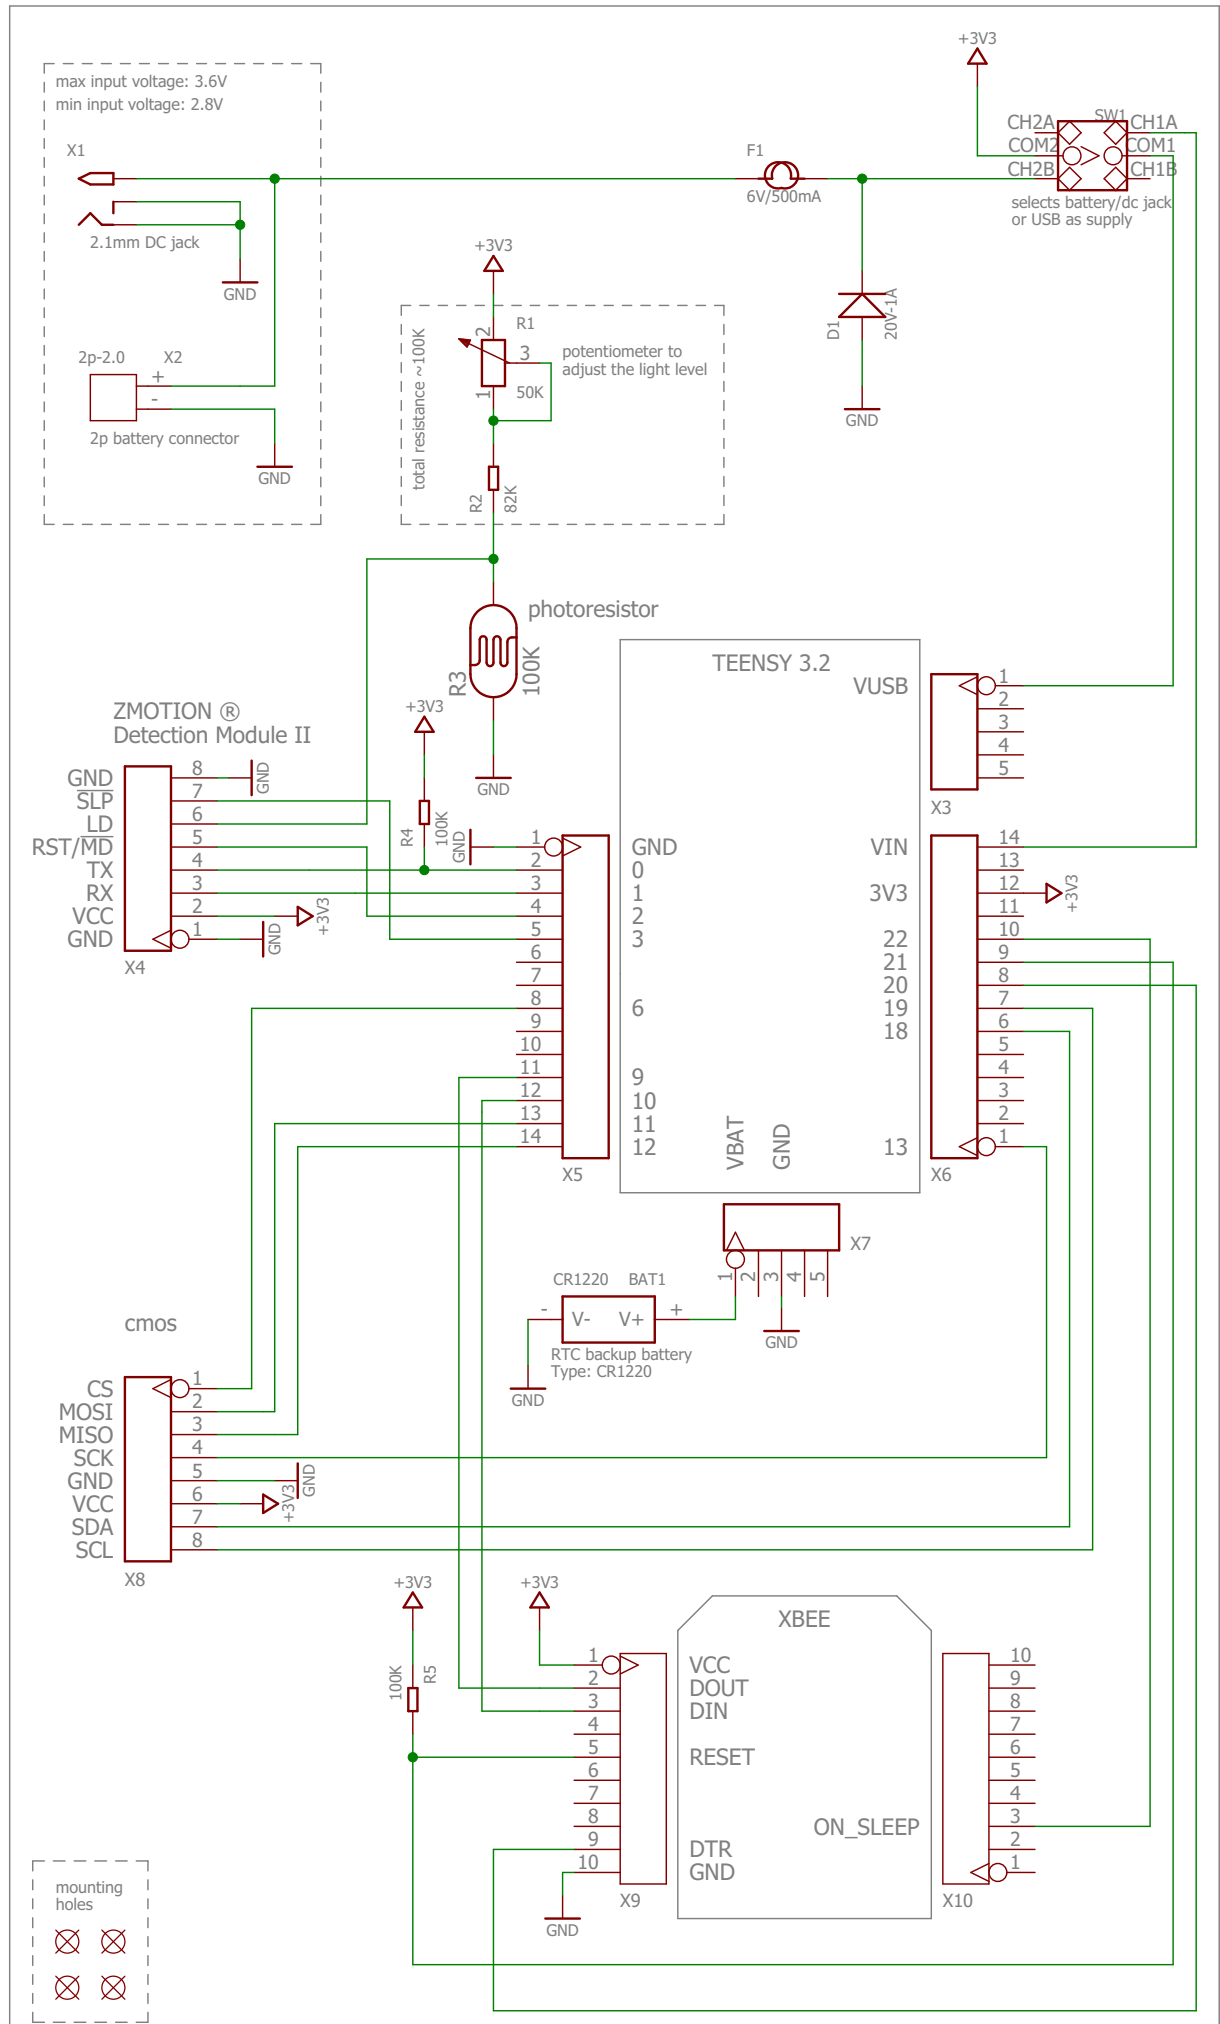 +3V3
max input voltage: 3.6V
min input voltage: 2.8V
X1
2.1mm DC jack
GND
2p-2.0 X2
+
-
2p battery connector
GND
F1
6V/500mA
SW1
CH2A CH1A
COM2 COM1
CH2B CH1B
selects battery/dc jack
or USB as supply
D1
20V-1A
GND
+3V3
total resistance ~100K
R1
2
3
1
50K
potentiometer to
adjust the light level
R2
82K
photoresistor
R3
100K
GND
TEENSY 3.2
VUSB
1
2
3
4
5
X3
ZMOTION ®
Detection Module II
GND 8 GND
SLP 7
LD 6
RST/MD 5
TX 4
RX 3
VCC 2 +3V3
GND 1 GND
X4
+3V3
R4
100K
GND
1 GND
2 0
3 1
4 2
5 3
6
7
8 6
9
10
11 9
12 10
13 11
14 12
X5
VIN 14
13
3V3 12 +3V3
11
22 10
21 9
20 8
19 7
18 6
5
4
3
2
13 1
X6
VBAT
GND
X7
1
2
3
4
5
GND
CR1220 BAT1
- V- V+ +
RTC backup battery
Type: CR1220
GND
cmos
CS 1
MOSI 2
MISO 3
SCK 4
GND 5 GND
VCC 6 +3V3
SDA 7
SCL 8
X8
+3V3
100K
R5
+3V3
XBEE
1 VCC
2 DOUT
3 DIN
4
5 RESET
6
7
8
9 DTR
10 GND
X9
GND
10
9
8
7
6
5
4
ON_SLEEP 3
2
1
X10
mounting
holes